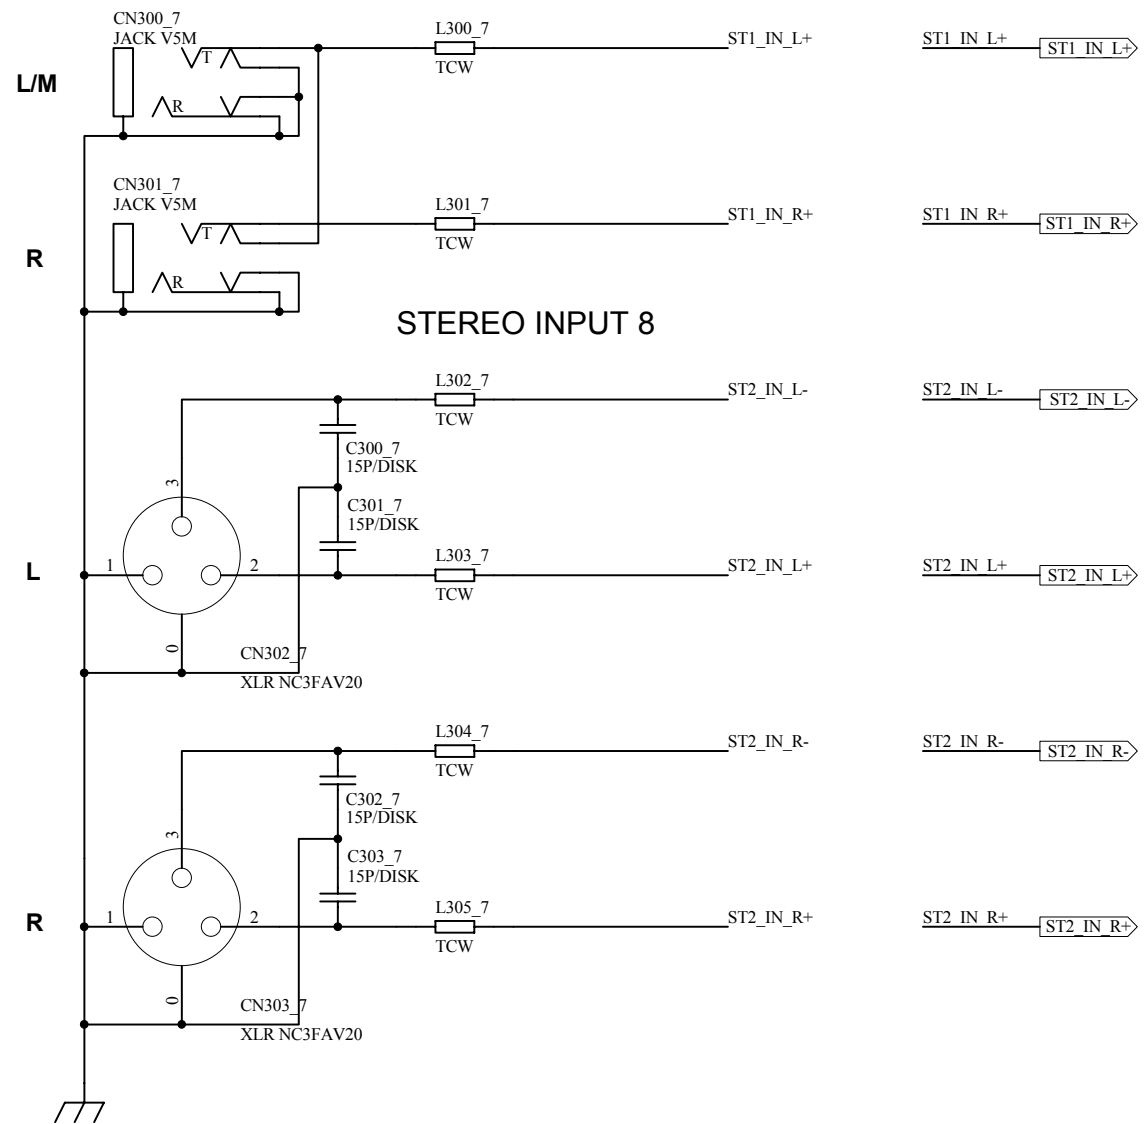 CN300_7
JACK V5M
L/M
T
R
L300_7
TCW
ST1_IN_L+
ST1_IN_L+
ST1_IN_L+
CN301_7
JACK V5M
R
T
R
L301_7
TCW
ST1_IN_R+
ST1_IN_R+
ST1_IN_R+
STEREO INPUT 8
L302_7
TCW
ST2_IN_L-
ST2_IN_L-
ST2_IN_L-
C300_7
15P/DISK
C301_7
15P/DISK
3
L
1
2
0
L303_7
TCW
ST2_IN_L+
ST2_IN_L+
ST2_IN_L+
CN302_7
XLR NC3FAV20
L304_7
TCW
ST2_IN_R-
ST2_IN_R-
ST2_IN_R-
C302_7
15P/DISK
C303_7
15P/DISK
3
R
1
2
0
L305_7
TCW
ST2_IN_R+
ST2_IN_R+
ST2_IN_R+
CN303_7
XLR NC3FAV20